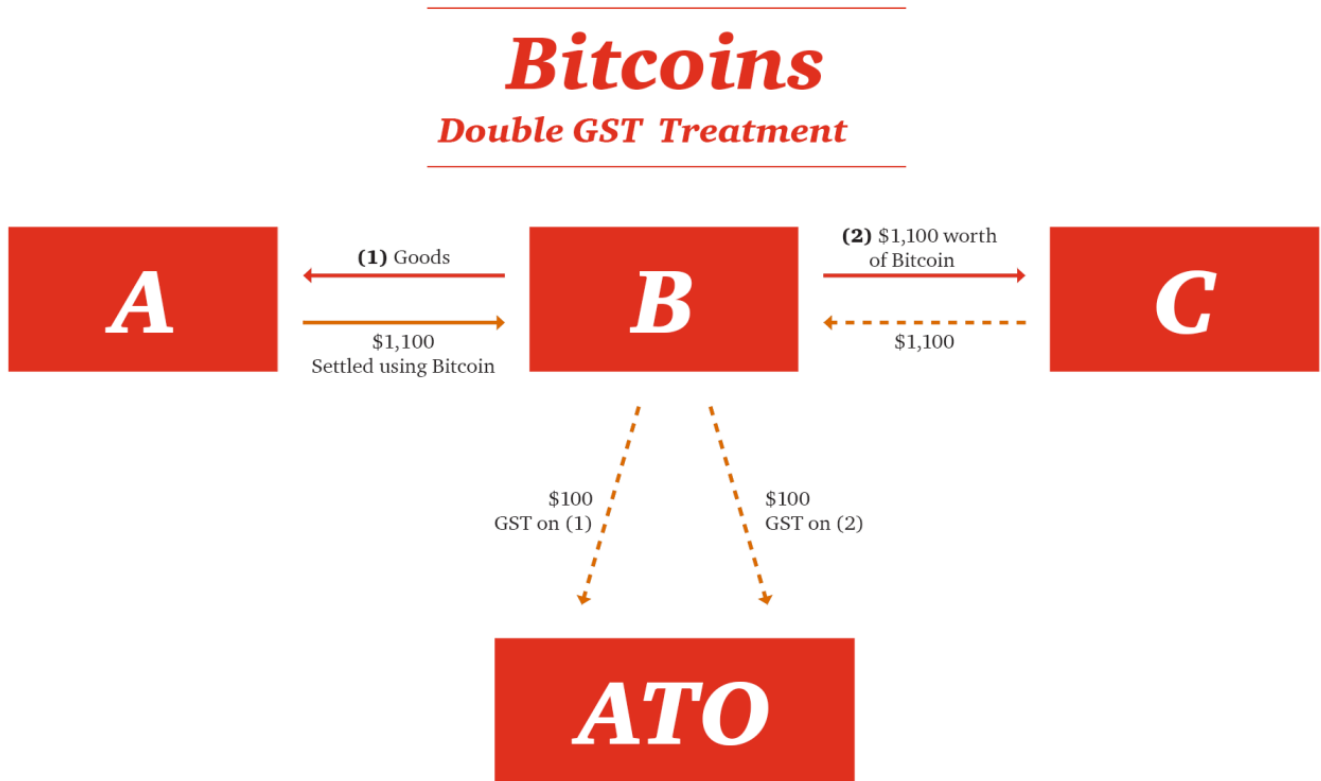 Bitcoins
Double GST Treatment
A
(1) Goods
$1,100
Settled using Bitcoin
B
(2) $1,100 worth
of Bitcoin
$1,100
C
$100
GST on (1)
$100
GST on (2)
ATO